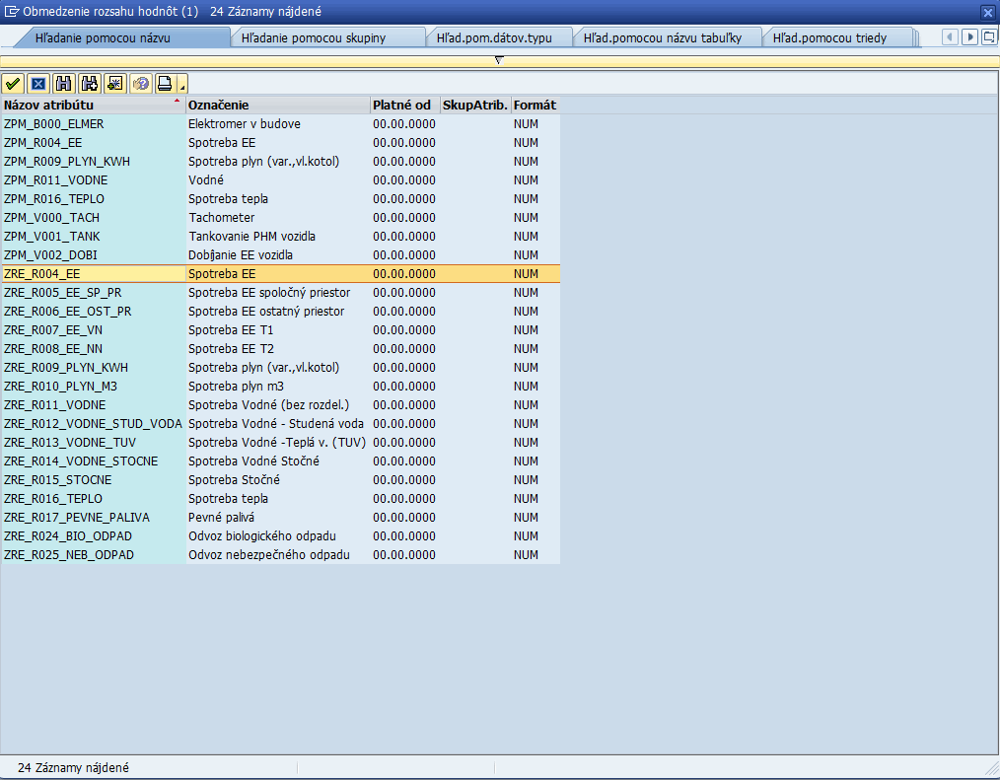 Obmedzenie rozsahu hodnôt (1) 24 Záznamy nájdené
Hľadanie pomocou názvu Hľadanie pomocou skupiny Hľad.pom.dátov.typu Hľad.pomocou názvu tabuľky Hľad.pomocou triedy
Názov atribútu Označenie Platné od SkupAtrib. Formát
ZPM_B000_ELMER Elektromer v budove 00.00.0000 NUM
ZPM_R004_EE Spotreba EE 00.00.0000 NUM
ZPM_R009_PLYN_KWH Spotreba plyn (var.,vl.kotol) 00.00.0000 NUM
ZPM_R011_VODNE Vodné 00.00.0000 NUM
ZPM_R016_TEPLO Spotreba tepla 00.00.0000 NUM
ZPM_V000_TACH Tachometer 00.00.0000 NUM
ZPM_V001_TANK Tankovanie PHM vozidla 00.00.0000 NUM
ZPM_V002_DOBI Dobíjanie EE vozidla 00.00.0000 NUM
ZRE_R004_EE Spotreba EE 00.00.0000 NUM
ZRE_R005_EE_SP_PR Spotreba EE spoločný priestor 00.00.0000 NUM
ZRE_R006_EE_OST_PR Spotreba EE ostatný priestor 00.00.0000 NUM
ZRE_R007_EE_VN Spotreba EE T1 00.00.0000 NUM
ZRE_R008_EE_NN Spotreba EE T2 00.00.0000 NUM
ZRE_R009_PLYN_KWH Spotreba plyn (var.,vl.kotol) 00.00.0000 NUM
ZRE_R010_PLYN_M3 Spotreba plyn m3 00.00.0000 NUM
ZRE_R011_VODNE Spotreba Vodné (bez rozdel.) 00.00.0000 NUM
ZRE_R012_VODNE_STUD_VODA Spotreba Vodné - Studená voda 00.00.0000 NUM
ZRE_R013_VODNE_TUV Spotreba Vodné -Teplá v. (TUV) 00.00.0000 NUM
ZRE_R014_VODNE_STOCNE Spotreba Vodné Stočné 00.00.0000 NUM
ZRE_R015_STOCNE Spotreba Stočné 00.00.0000 NUM
ZRE_R016_TEPLO Spotreba tepla 00.00.0000 NUM
ZRE_R017_PEVNE_PALIVA Pevné palivá 00.00.0000 NUM
ZRE_R024_BIO_ODPAD Odvoz biologického odpadu 00.00.0000 NUM
ZRE_R025_NEB_ODPAD Odvoz nebezpečného odpadu 00.00.0000 NUM
24 Záznamy nájdené